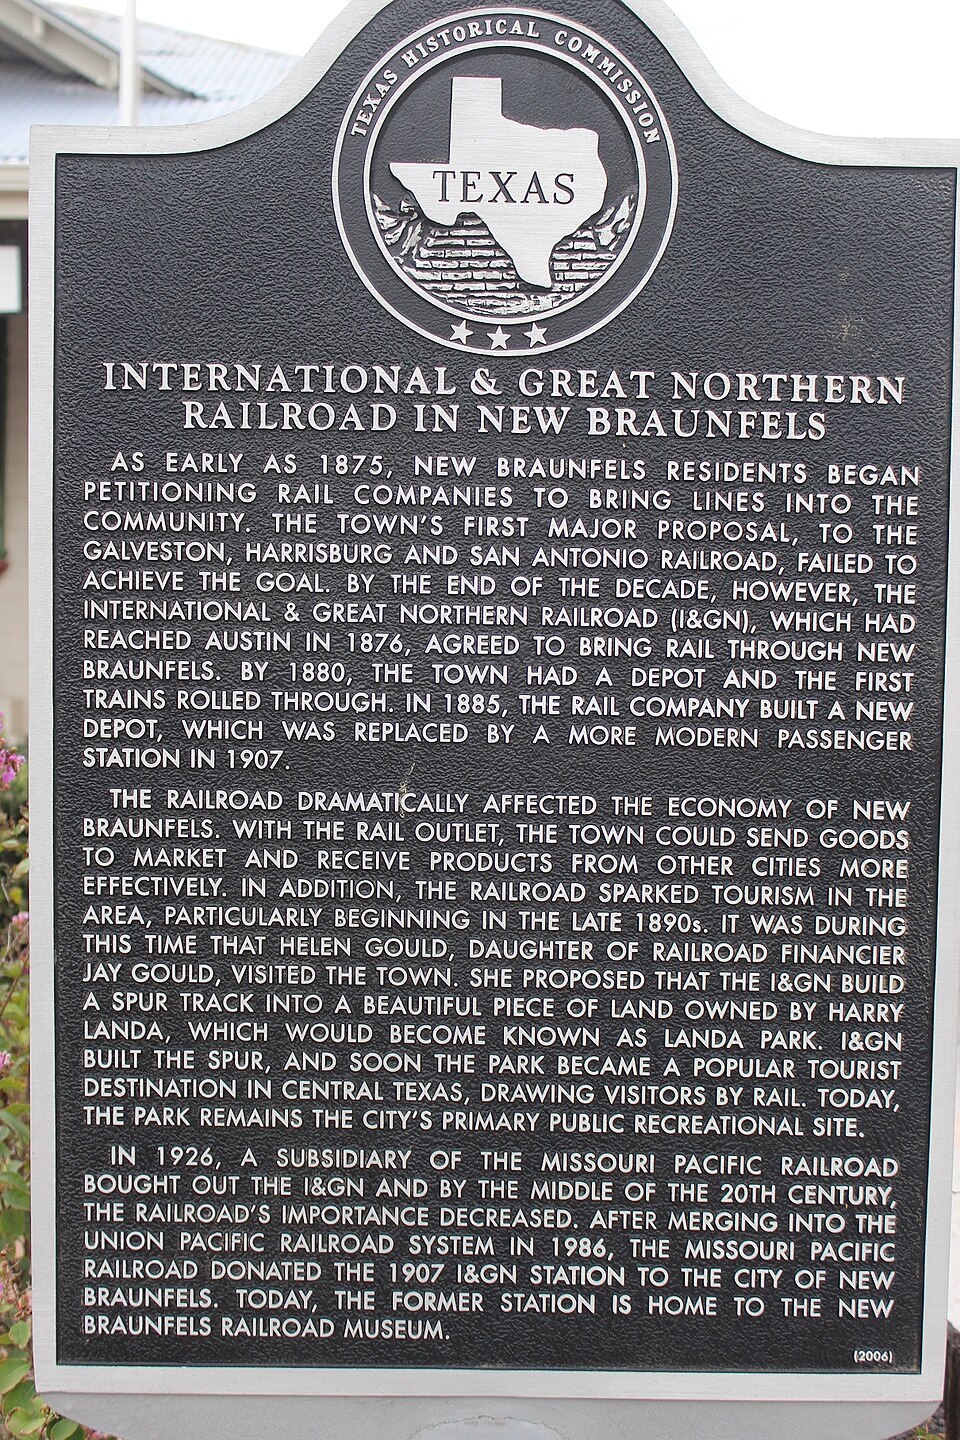 TEXAS HISTORICAL COMMISSION
TEXAS
INTERNATIONAL & GREAT NORTHERN
RAILROAD IN NEW BRAUNFELS
AS EARLY AS 1875, NEW BRAUNFELS RESIDENTS BEGAN
PETITIONING RAIL COMPANIES TO BRING LINES INTO THE
COMMUNITY. THE TOWN'S FIRST MAJOR PROPOSAL, TO THE
GALVESTON, HARRISBURG AND SAN ANTONIO RAILROAD, FAILED TO
ACHIEVE THE GOAL. BY THE END OF THE DECADE, HOWEVER, THE
INTERNATIONAL & GREAT NORTHERN RAILROAD (I&GN), WHICH HAD
REACHED AUSTIN IN 1876, AGREED TO BRING RAIL THROUGH NEW
BRAUNFELS. BY 1880, THE TOWN HAD A DEPOT AND THE FIRST
TRAINS ROLLED THROUGH. IN 1885, THE RAIL COMPANY BUILT A NEW
DEPOT, WHICH WAS REPLACED BY A MORE MODERN PASSENGER
STATION IN 1907.
THE RAILROAD DRAMATICALLY AFFECTED THE ECONOMY OF NEW
BRAUNFELS. WITH THE RAIL OUTLET, THE TOWN COULD SEND GOODS
TO MARKET AND RECEIVE PRODUCTS FROM OTHER CITIES MORE
EFFECTIVELY. IN ADDITION, THE RAILROAD SPARKED TOURISM IN THE
AREA, PARTICULARLY BEGINNING IN THE LATE 1890s. IT WAS DURING
THIS TIME THAT HELEN GOULD, DAUGHTER OF RAILROAD FINANCIER
JAY GOULD, VISITED THE TOWN. SHE PROPOSED THAT THE I&GN BUILD
A SPUR TRACK INTO A BEAUTIFUL PIECE OF LAND OWNED BY HARRY
LANDA, WHICH WOULD BECOME KNOWN AS LANDA PARK. I&GN
BUILT THE SPUR, AND SOON THE PARK BECAME A POPULAR TOURIST
DESTINATION IN CENTRAL TEXAS, DRAWING VISITORS BY RAIL. TODAY,
THE PARK REMAINS THE CITY'S PRIMARY PUBLIC RECREATIONAL SITE.
IN 1926, A SUBSIDIARY OF THE MISSOURI PACIFIC RAILROAD
BOUGHT OUT THE I&GN AND BY THE MIDDLE OF THE 20TH CENTURY,
THE RAILROAD'S IMPORTANCE DECREASED. AFTER MERGING INTO THE
UNION PACIFIC RAILROAD SYSTEM IN 1986, THE MISSOURI PACIFIC
RAILROAD DONATED THE 1907 I&GN STATION TO THE CITY OF NEW
BRAUNFELS. TODAY, THE FORMER STATION IS HOME TO THE NEW
BRAUNFELS RAILROAD MUSEUM.
(2006)